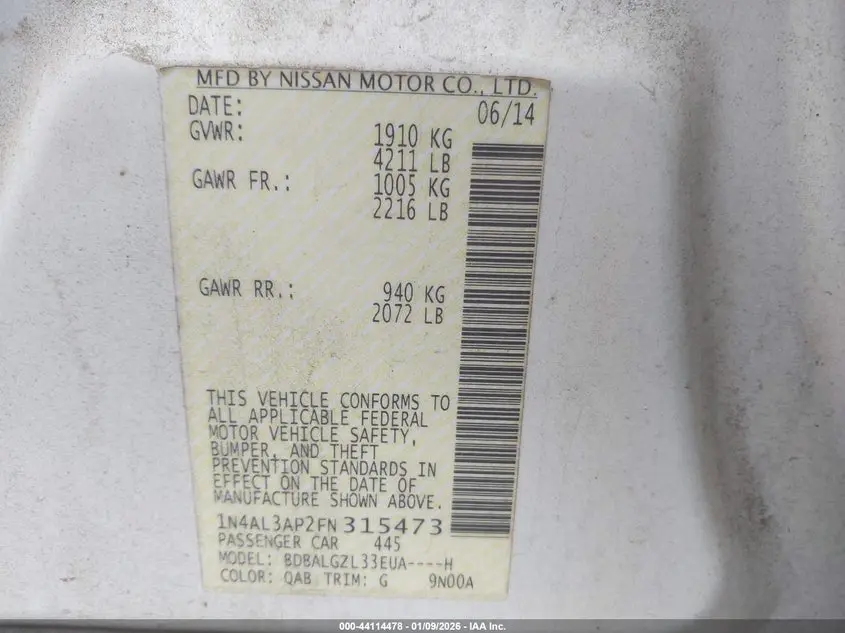 MFD BY NISSAN MOTOR CO., LTD.
DATE: 06/14
GVWR: 1910 KG
4211 LB
GAWR FR.: 1005 KG
2216 LB
GAWR RR.: 940 KG
2072 LB
THIS VEHICLE CONFORMS TO
ALL APPLICABLE FEDERAL
MOTOR VEHICLE SAFETY,
BUMPER, AND THEFT
PREVENTION STANDARDS IN
EFFECT ON THE DATE OF
MANUFACTURE SHOWN ABOVE.
1N4AL3AP2FN315473
PASSENGER CAR 445
MODEL: BDBALGZL33EUA----H
COLOR: QAB TRIM: G 9N00A
000-44114478 - 01/09/2026 - IAA Inc.